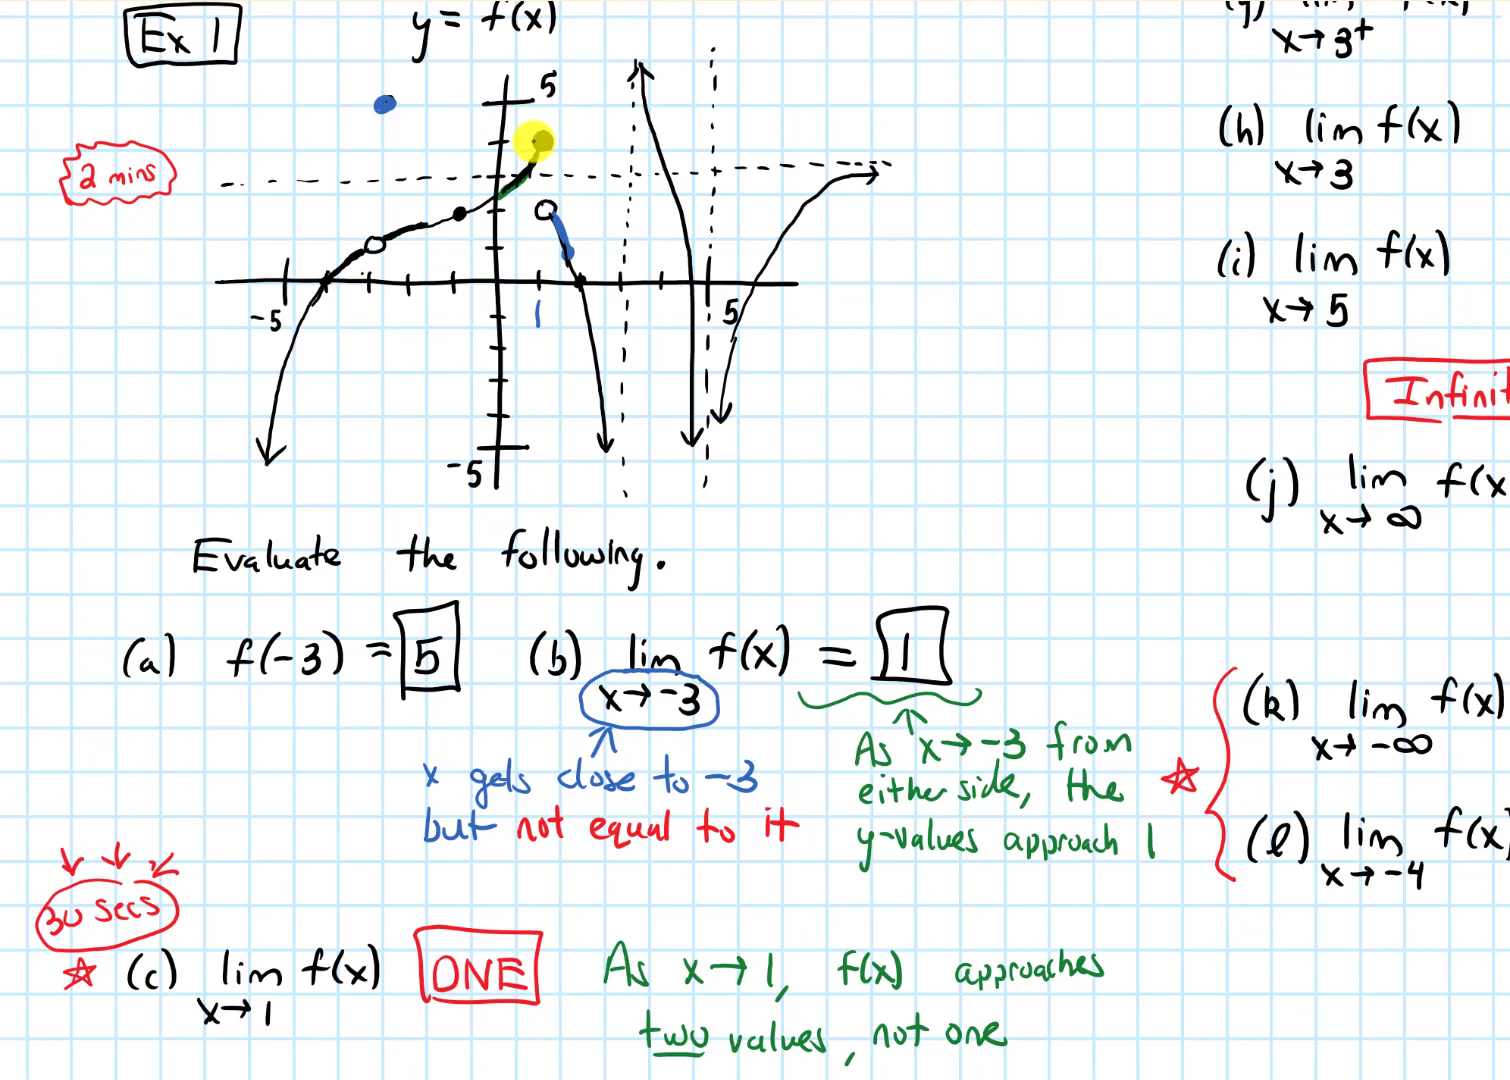 Ex 1
y = f(x)
5
2 mins
-5
1
5
-5
Evaluate the following.
(a) f(-3) = 5
(b) lim f(x) = 1
x→-3
x gets close to -3
but not equal to it
As x→-3 from
either side, the
y-values approach 1
30 secs
(c) lim f(x) ONE
x→1
As x→1, f(x) approaches
two values, not one
x→3+
(h) lim f(x)
x→3
(i) lim f(x)
x→5
Infinit
(j) lim f(x
x→∞
(k) lim f(x)
x→-∞
(l) lim f(x)
x→-4